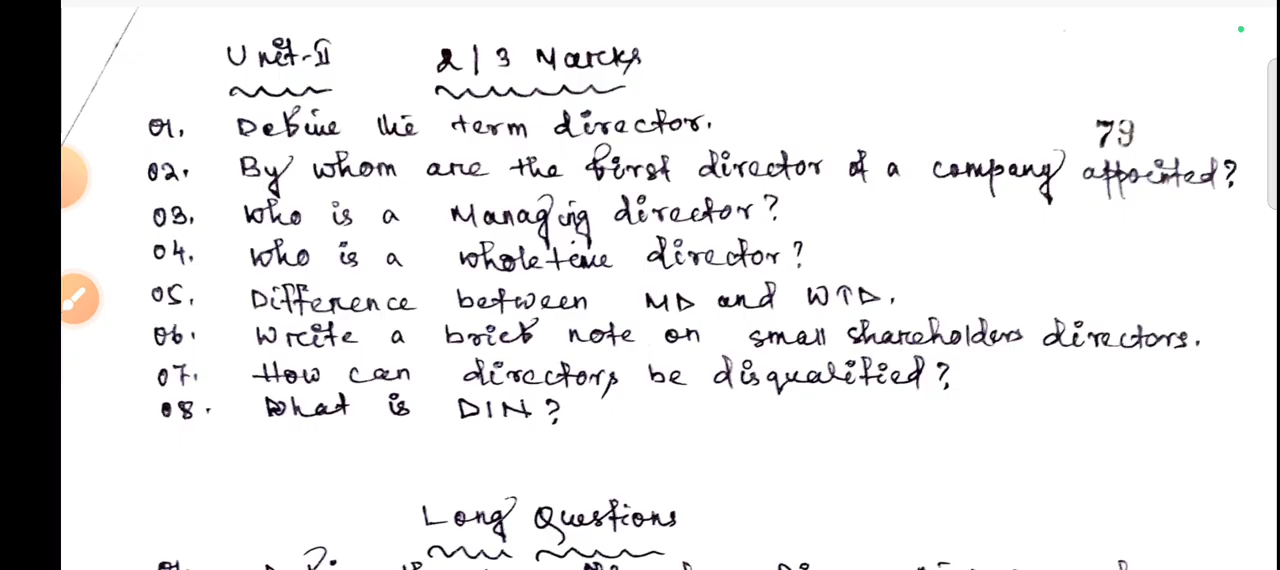 Unit-II 2/3 Marcks
01. Define the term director.
79
02. By whom are the first director of a company appointed?
03. Who is a Managing director?
04. Who is a wholetime director?
05. Difference between MD and WTD.
06. Write a brief note on small shareholders directors.
07. How can directors be disqualified?
08. What is DIN?
Long Questions